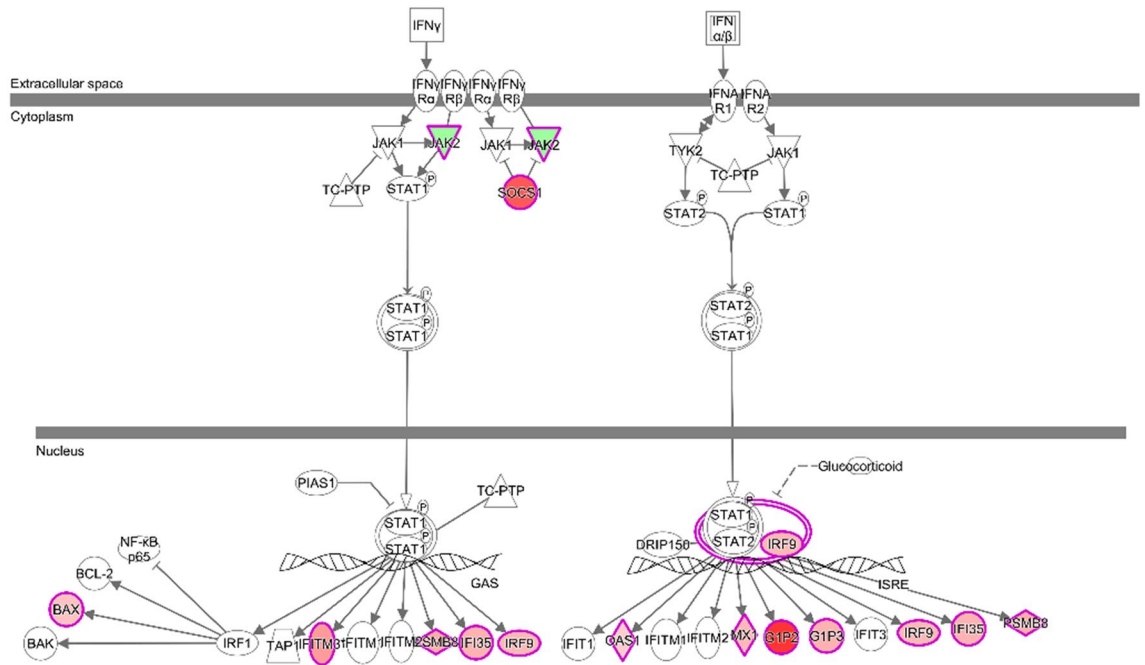 IFNγ
IFN
α/β
Extracellular space
IFNγ
Rα
IFNγ
Rβ
IFNγ
Rα
IFNγ
Rβ
IFNA
R1
IFNA
R2
Cytoplasm
JAK1
JAK2
JAK1
JAK2
TYK2
JAK1
TC-PTP
STAT1
P
SOCS1
TC-PTP
STAT2
P
STAT1
P
STAT1
P
STAT1
P
STAT2
P
STAT1
P
Nucleus
PIAS1
TC-PTP
Glucocorticoid
STAT1
P
STAT1
P
STAT1
P
STAT2
P
IRF9
DRIP150
NF-kB
p65
GAS
ISRE
BCL-2
BAX
BAK
IRF1
TAP1
IFITM3
IFITM1
IFITM2
PSMB8
IFI35
IRF9
IFIT1
OAS1
IFITM1
IFITM2
MX1
G1P2
G1P3
IFIT3
IRF9
IFI35
PSMB8